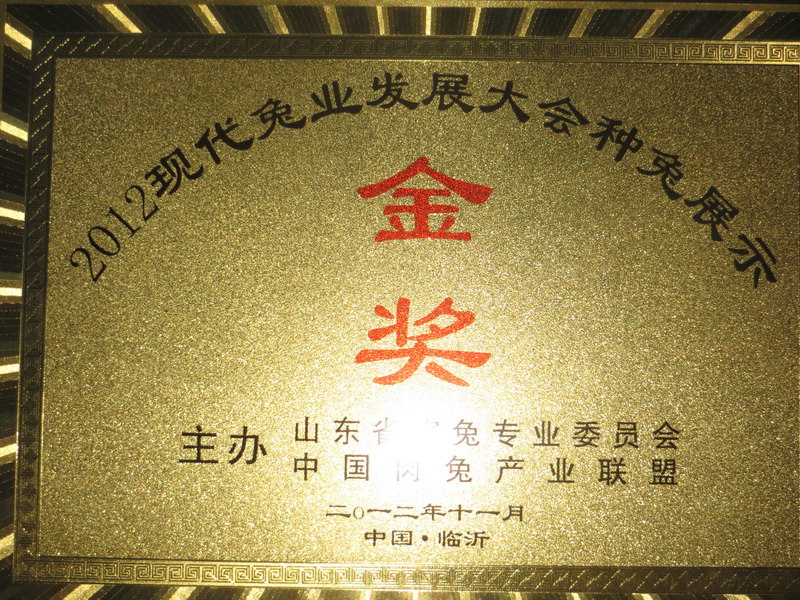 2012现代兔业发展大会种兔展示
金
奖
主办
山东省 兔专业委员会
中国肉兔产业联盟
二〇一二年十一月
中国·临沂